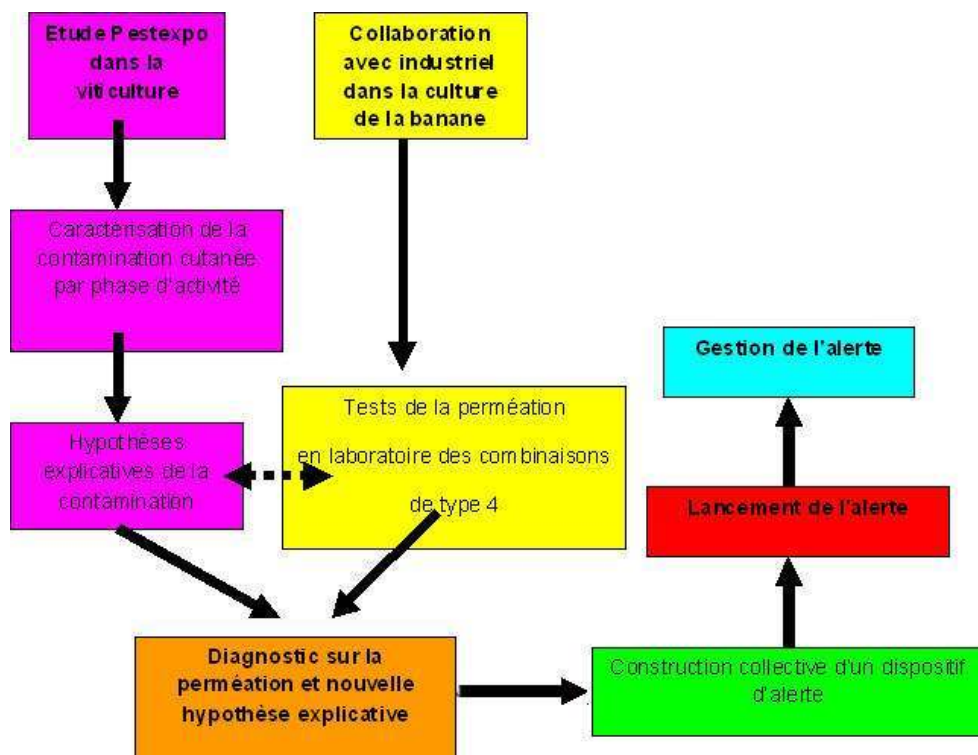 Etude Pestexpo
dans la
viticulture
Collaboration
avec industriel
dans la culture
de la banane
Caractérisation de la
contamination cutanée
par phase d'activité
Hypothèses
explicatives de la
contamination
Tests de la perméation
en laboratoire des combinaisons
de type 4
Gestion de l'alerte
Lancement de l'alerte
Diagnostic sur la
perméation et nouvelle
hypothèse explicative
Construction collective d'un dispositif
d'alerte